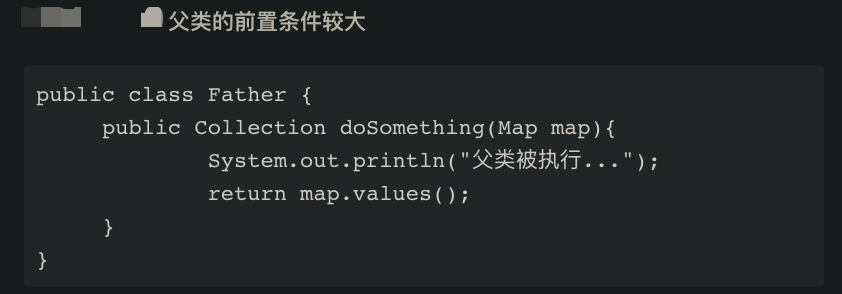 父类的前置条件较大
public class Father {
public Collection doSomething(Map map){
System.out.println("父类被执行...");
return map.values();
}
}